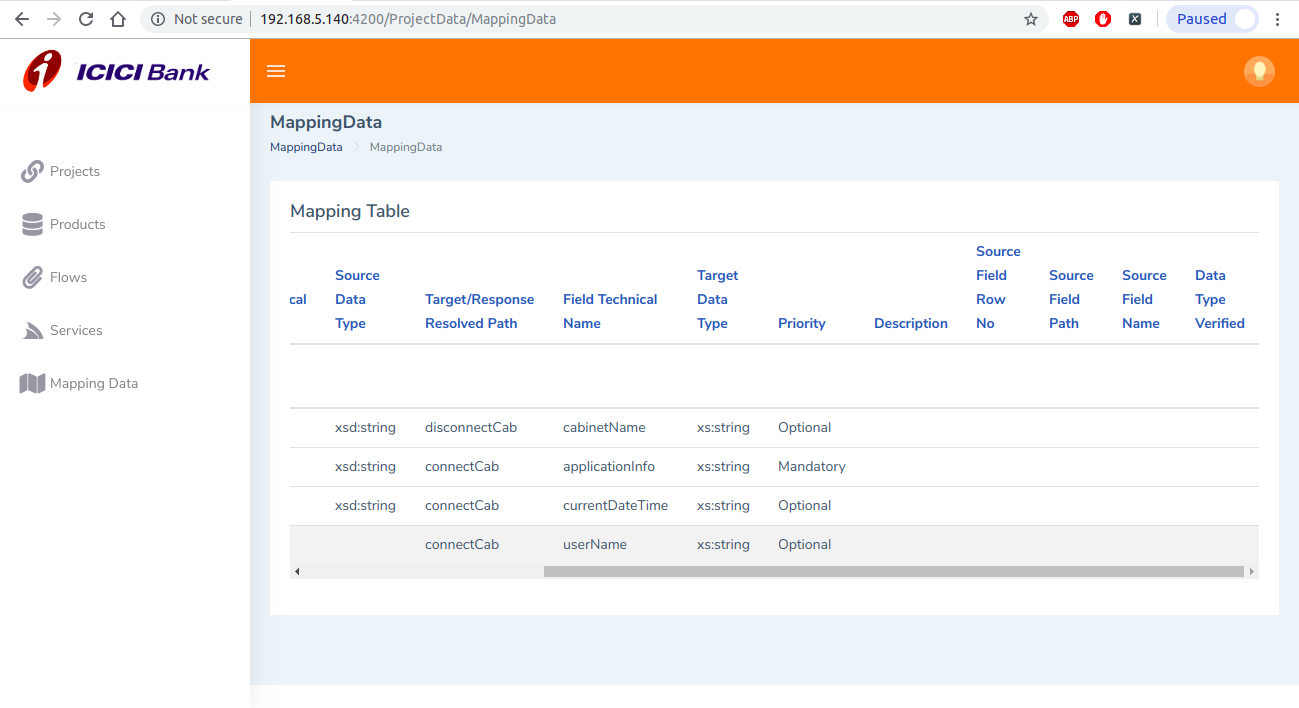 Not secure 192.168.5.140:4200/ProjectData/MappingData ABP X Paused
ICICI Bank
MappingData
MappingData MappingData
Projects
Products
Flows
Services
Mapping Data
Mapping Table
cal
Source
Data
Type
Target/Response
Resolved Path
Field Technical
Name
Target
Data
Type
Priority
Description
Source
Field
Row
No
Source
Field
Path
Source
Field
Name
Data
Type
Verified
xsd:string disconnectCab cabinetName xs:string Optional
xsd:string connectCab applicationInfo xs:string Mandatory
xsd:string connectCab currentDateTime xs:string Optional
connectCab userName xs:string Optional